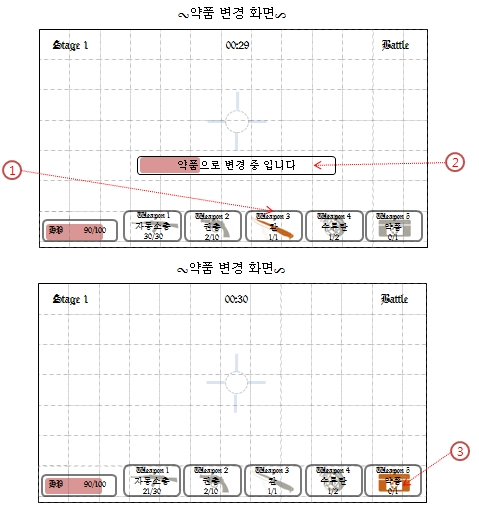 ~약품 변경 화면~
Stage 1 00:29 Battle
1
약품으로 변경 중 입니다
2
HP 90/100
Weapon 1 Weapon 2 Weapon 3 Weapon 4 Weapon 5
자동소총 권총 칼 수류탄 약품
30/30 2/10 1/1 1/2 0/1
~약품 변경 화면~
Stage 1 00:30 Battle
3
HP 90/100
Weapon 1 Weapon 2 Weapon 3 Weapon 4 Weapon 5
자동소총 권총 칼 수류탄 약품
21/30 2/10 1/1 1/2 0/1